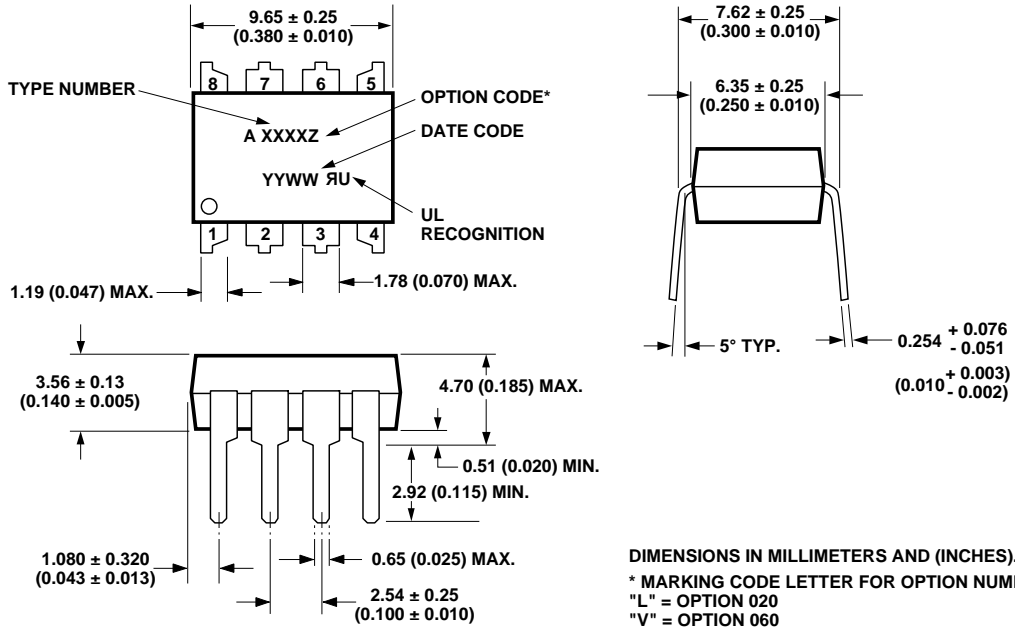 9.65 ± 0.25
(0.380 ± 0.010)
8 7 6 5
TYPE NUMBER
OPTION CODE*
A XXXXZ
DATE CODE
YYWW ЯU
UL
RECOGNITION
1 2 3 4
1.19 (0.047) MAX.
1.78 (0.070) MAX.
7.62 ± 0.25
(0.300 ± 0.010)
6.35 ± 0.25
(0.250 ± 0.010)
5° TYP.
0.254 + 0.076
- 0.051
(0.010 + 0.003)
- 0.002)
3.56 ± 0.13
(0.140 ± 0.005)
4.70 (0.185) MAX.
0.51 (0.020) MIN.
2.92 (0.115) MIN.
1.080 ± 0.320
(0.043 ± 0.013)
0.65 (0.025) MAX.
2.54 ± 0.25
(0.100 ± 0.010)
DIMENSIONS IN MILLIMETERS AND (INCHES).
* MARKING CODE LETTER FOR OPTION
"L" = OPTION 020
"V" = OPTION 060